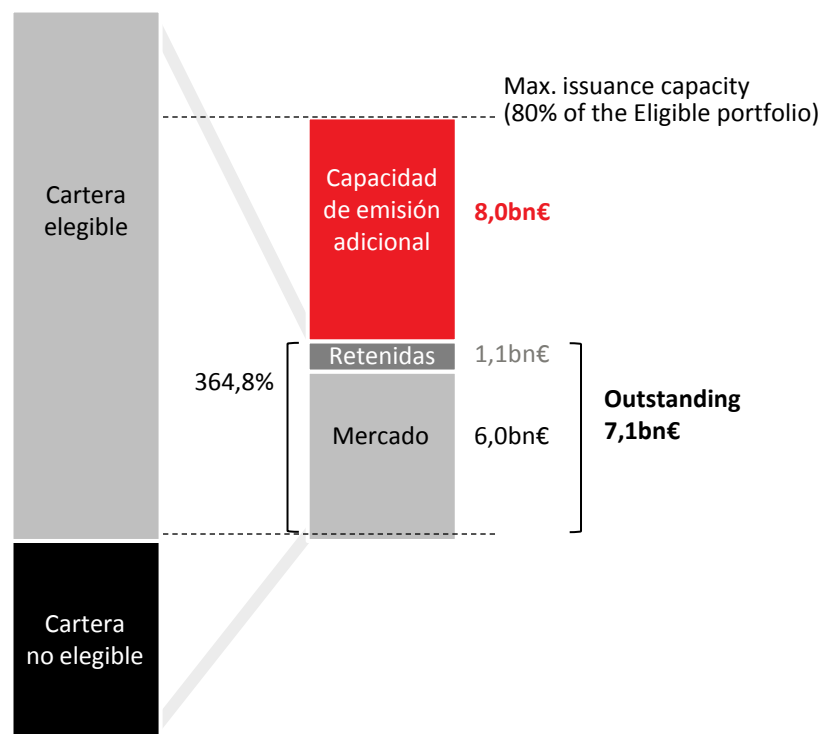 Max. issuance capacity
(80% of the Eligible portfolio)
Cartera
elegible
Capacidad
de emisión
adicional
8,0bn€
364,8%
Retenidas
1,1bn€
Mercado
6,0bn€
Outstanding
7,1bn€
Cartera
no elegible